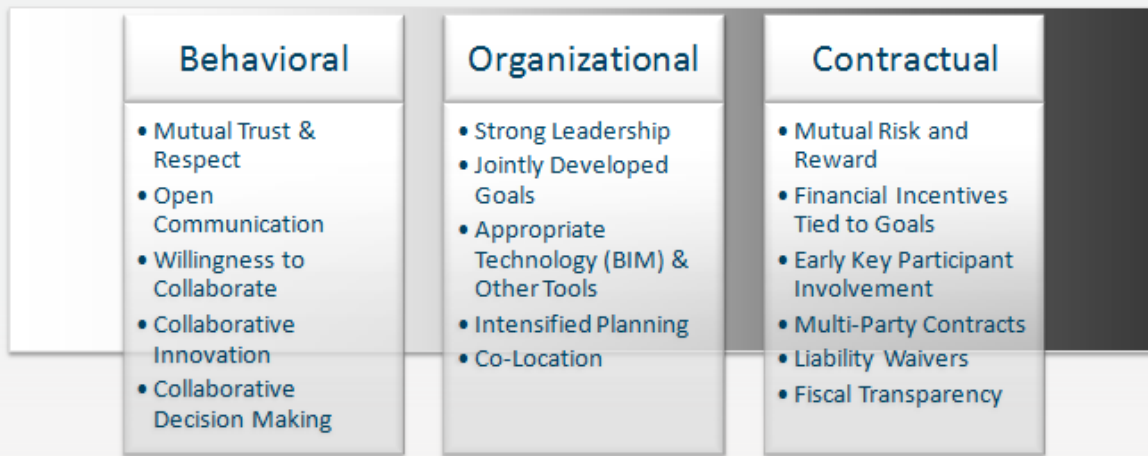 Behavioral
• Mutual Trust &
Respect
• Open
Communication
• Willingness to
Collaborate
• Collaborative
Innovation
• Collaborative
Decision Making
Organizational
• Strong Leadership
• Jointly Developed
Goals
• Appropriate
Technology (BIM) &
Other Tools
• Intensified Planning
• Co-Location
Contractual
• Mutual Risk and
Reward
• Financial Incentives
Tied to Goals
• Early Key Participant
Involvement
• Multi-Party Contracts
• Liability Waivers
• Fiscal Transparency